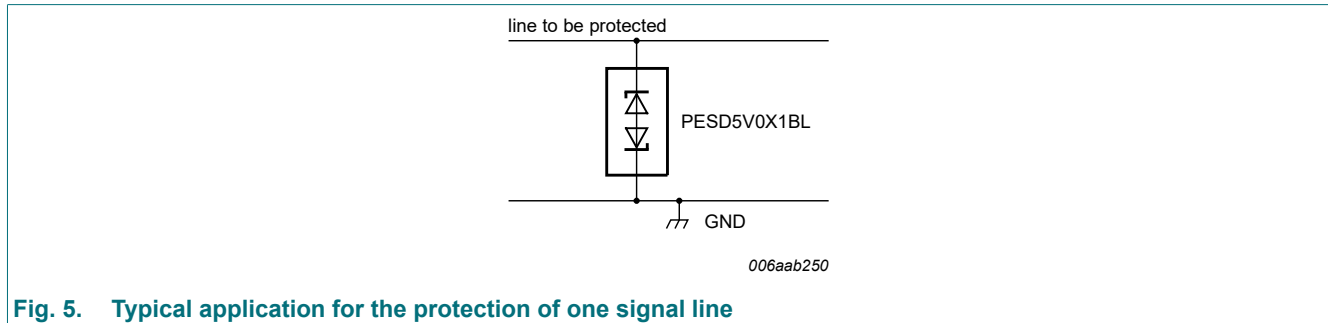 line to be protected
PESD5V0X1BL
GND
006aab250
Fig. 5. Typical application for the protection of one signal line